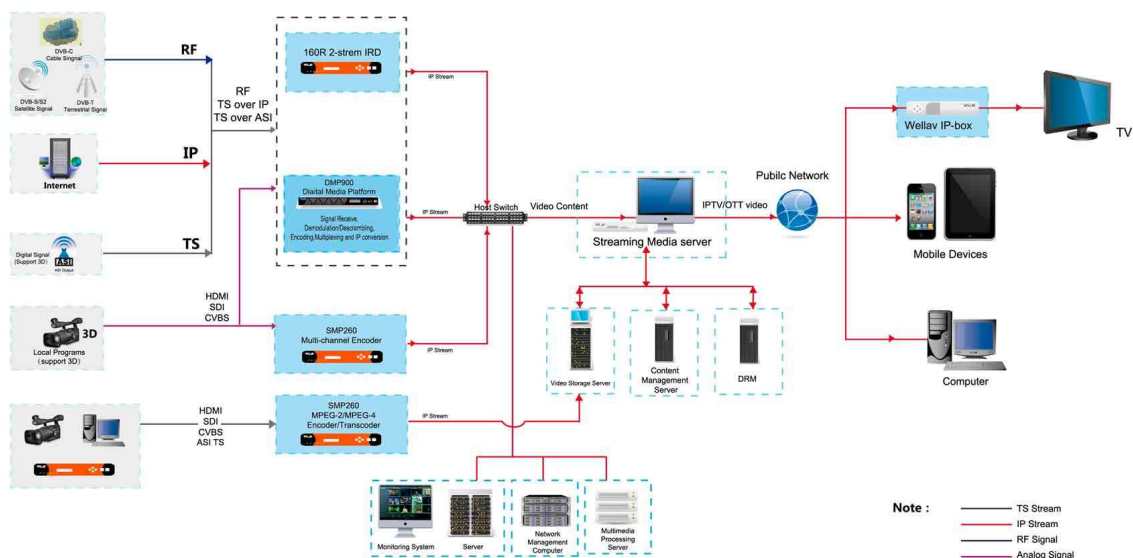 DVB-C
Cable Singnal
DVB-S/S2
Satellite Signal
DVB-T
Terrestrial Signal
RF
Internet
IP
Digital Signal
(Support 3D)
ASI
ASI Output
TS
3D
Local Programs
(support 3D)
HDMI
SDI
CVBS
HDMI
SDI
CVBS
ASI TS
RF
TS over IP
TS over ASI
160R 2-strem IRD
DMP900
Diaital Media Platform
Signal Receive,
Demodulation/Descrambling,
Encoding,Multiplexing and IP conversion
SMP260
Multi-channel Encoder
SMP260
MPEG-2/MPEG-4
Encoder/Transcoder
IP Stream
IP Stream
IP Stream
IP Stream
Host Switch
Video Content
Streaming Media server
IPTV/OTT video
Public Network
Video Storage Server
Content
Management
Server
DRM
Monitoring System
Server
Network
Management
Computer
Multimedia
Processing
Server
Wellav IP-box
TV
Mobile Devices
Computer
Note :
TS Stream
IP Stream
RF Signal
Analog Signal